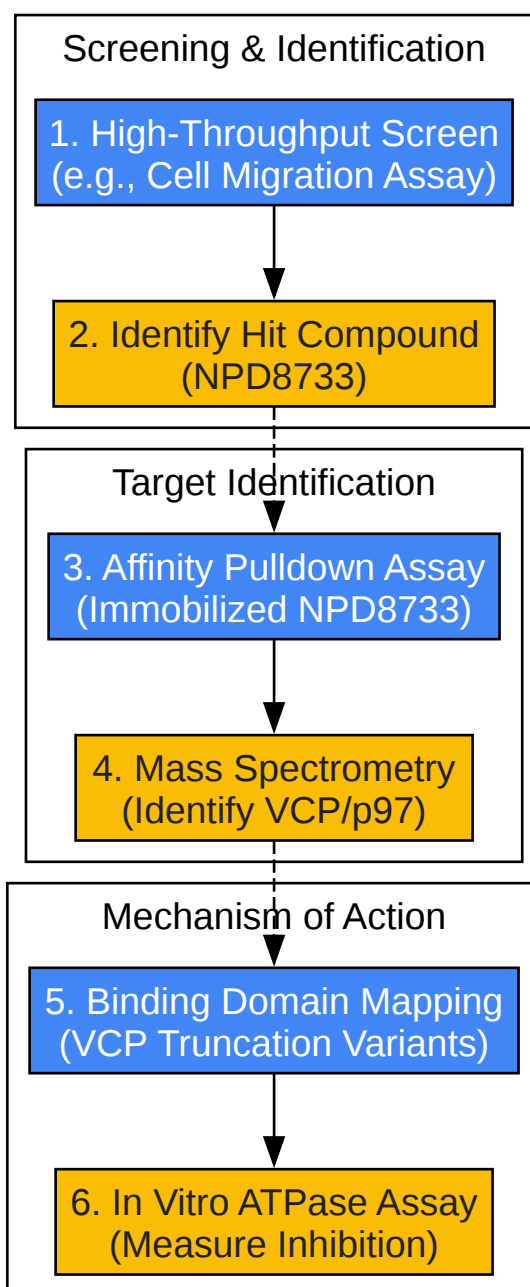 Screening & Identification
1. High-Throughput Screen
(e.g., Cell Migration Assay)
2. Identify Hit Compound
(NPD8733)
Target Identification
3. Affinity Pulldown Assay
(Immobilized NPD8733)
4. Mass Spectrometry
(Identify VCP/p97)
Mechanism of Action
5. Binding Domain Mapping
(VCP Truncation Variants)
6. In Vitro ATPase Assay
(Measure Inhibition)